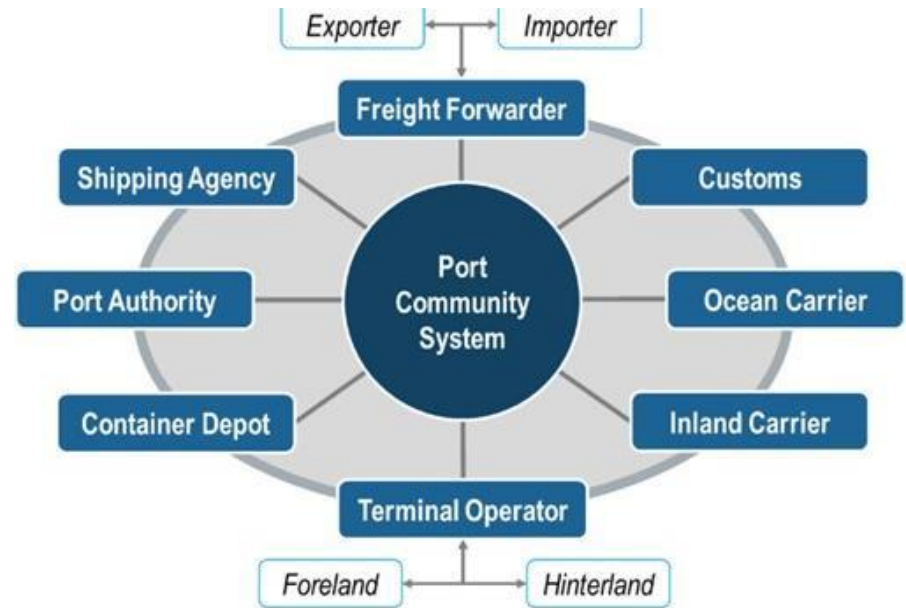 Exporter
Importer
Freight Forwarder
Shipping Agency
Customs
Port
Community
System
Port Authority
Ocean Carrier
Container Depot
Inland Carrier
Terminal Operator
Foreland
Hinterland